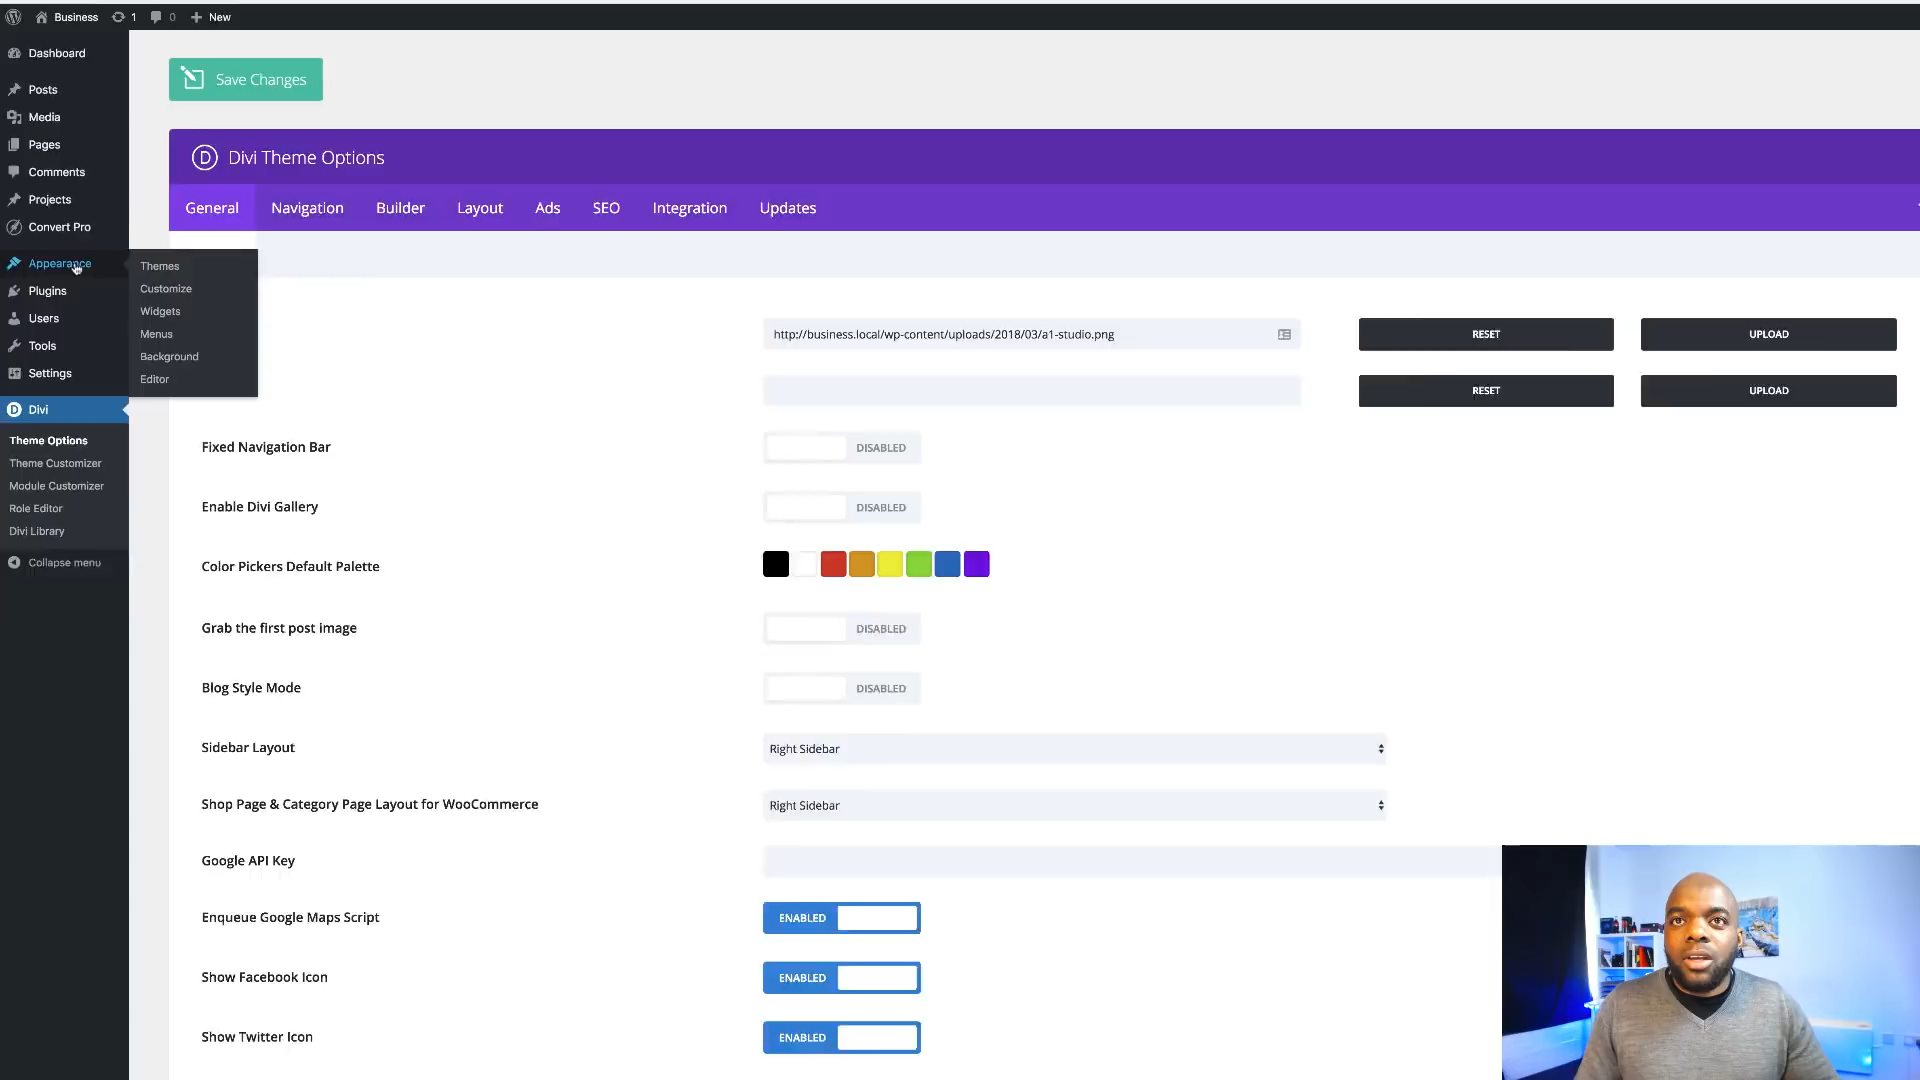 Business 1 0 New
Dashboard
Posts
Media
Pages
Comments
Projects
Convert Pro
Appearance
Plugins
Users
Tools
Settings
Divi
Theme Options
Theme Customizer
Module Customizer
Role Editor
Divi Library
Collapse menu
Themes
Customize
Widgets
Menus
Background
Editor
Save Changes
D Divi Theme Options
General Navigation Builder Layout Ads SEO Integration Updates
http://business.local/wp-content/uploads/2018/03/a1-studio.png RESET UPLOAD
RESET UPLOAD
Fixed Navigation Bar DISABLED
Enable Divi Gallery DISABLED
Color Pickers Default Palette
Grab the first post image DISABLED
Blog Style Mode DISABLED
Sidebar Layout Right Sidebar
Shop Page & Category Page Layout for WooCommerce Right Sidebar
Google API Key
Enqueue Google Maps Script ENABLED
Show Facebook Icon ENABLED
Show Twitter Icon ENABLED